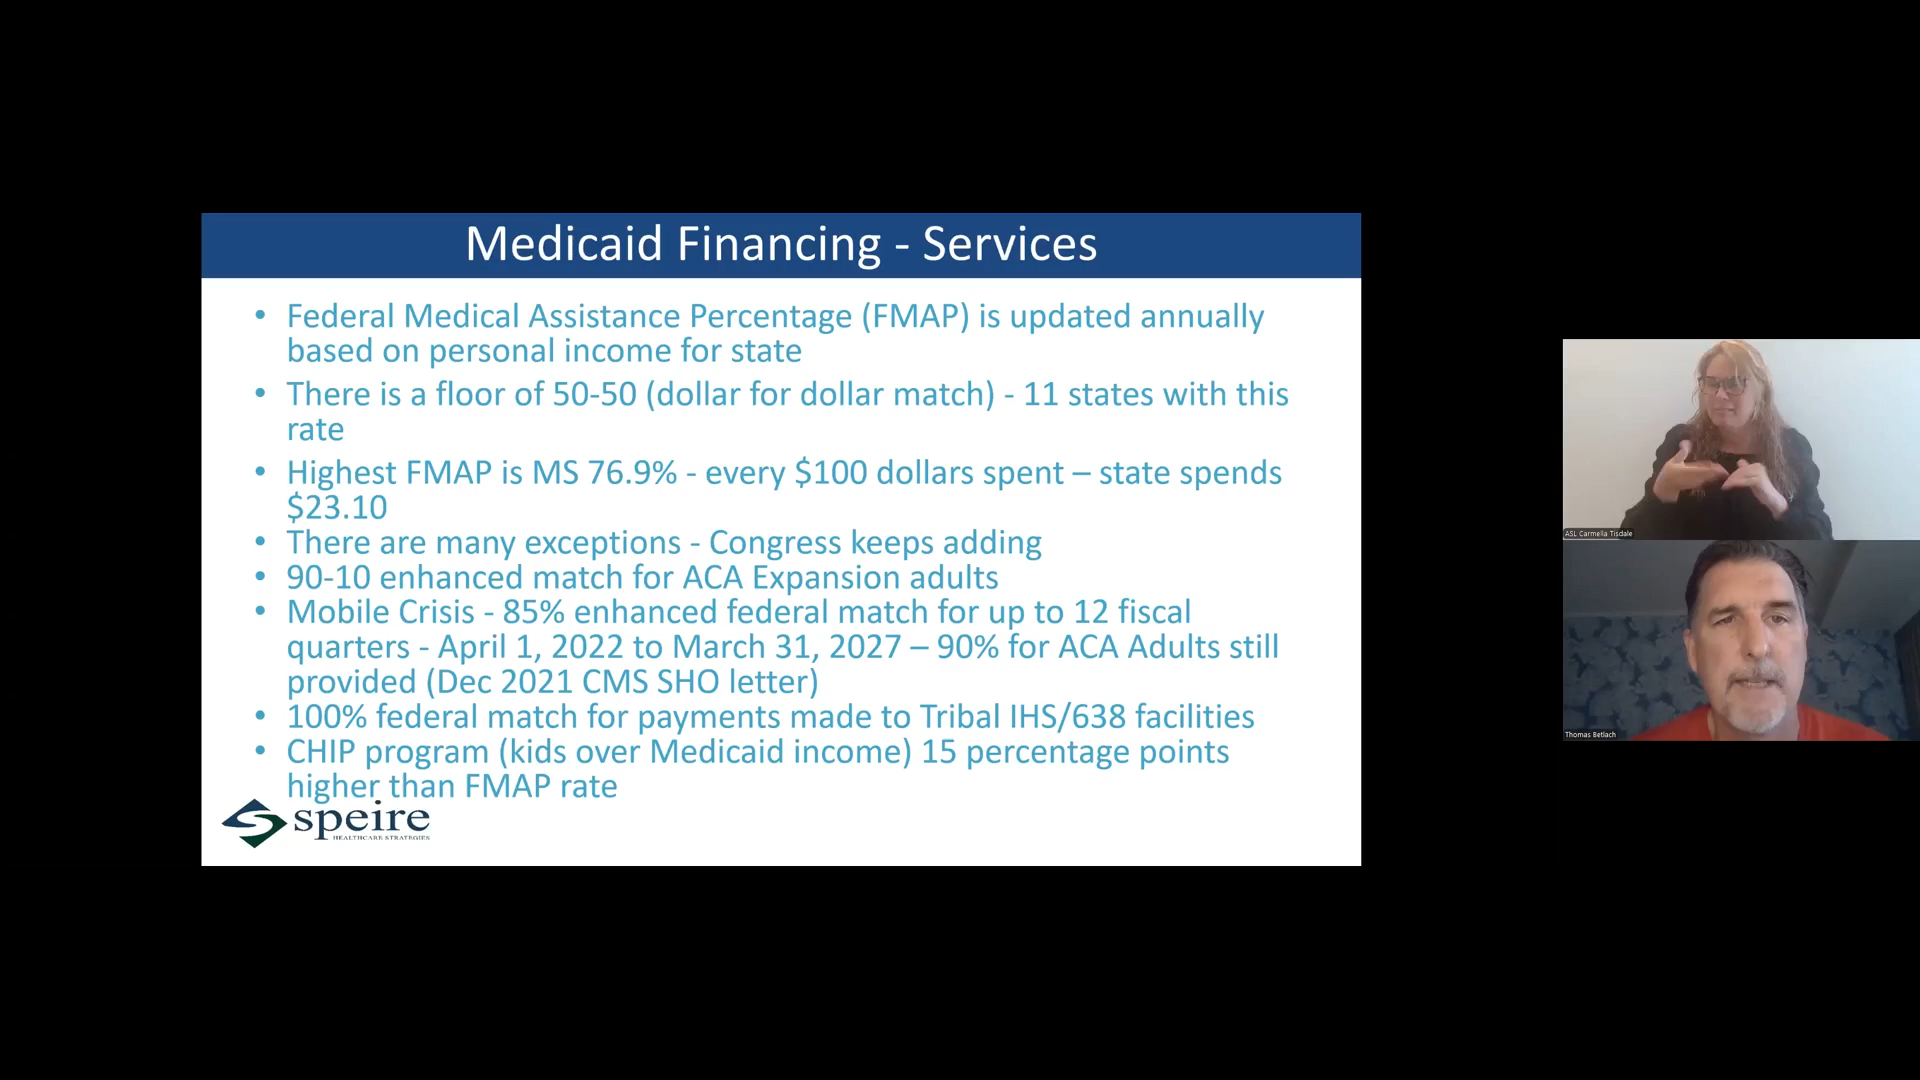 Medicaid Financing - Services
• Federal Medical Assistance Percentage (FMAP) is updated annually
based on personal income for state
• There is a floor of 50-50 (dollar for dollar match) - 11 states with this
rate
• Highest FMAP is MS 76.9% - every $100 dollars spent – state spends
$23.10
• There are many exceptions - Congress keeps adding
• 90-10 enhanced match for ACA Expansion adults
• Mobile Crisis - 85% enhanced federal match for up to 12 fiscal
quarters - April 1, 2022 to March 31, 2027 – 90% for ACA Adults still
provided (Dec 2021 CMS SHO letter)
• 100% federal match for payments made to Tribal IHS/638 facilities
• CHIP program (kids over Medicaid income) 15 percentage points
higher than FMAP rate
speire
HEALTHCARE STRATEGIES
ASL Carmella Tisdale
Thomas Betlach